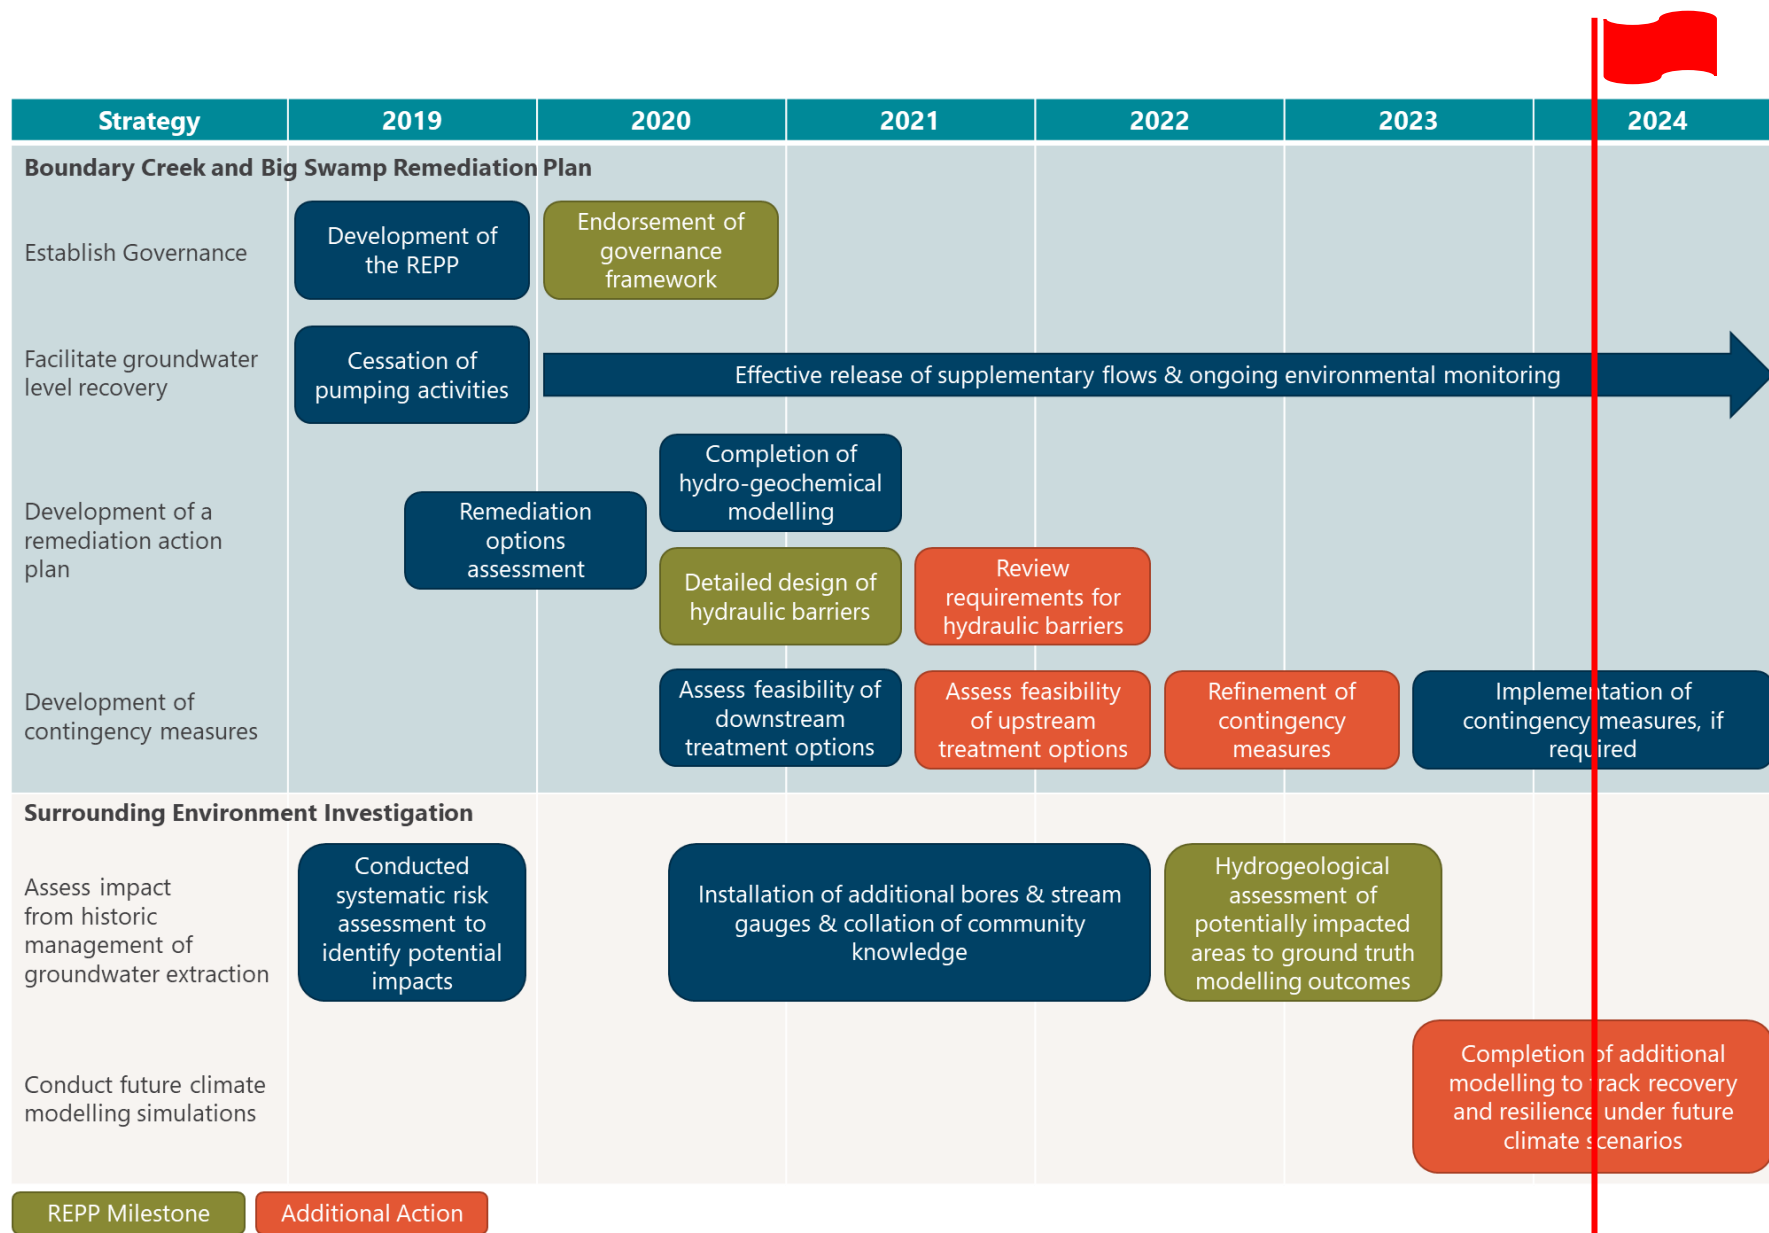 Strategy
2019
2020
2021
2022
2023
2024
Boundary Creek and Big Swamp Remediation Plan
Establish Governance
Development of
the REPP
Endorsement of
governance
framework
Facilitate groundwater
level recovery
Cessation of
pumping activities
Effective release of supplementary flows & ongoing environmental monitoring
Development of a
remediation action
plan
Remediation
options
assessment
Completion of
hydro-geochemical
modelling
Detailed design of
hydraulic barriers
Review
requirements for
hydraulic barriers
Development of
contingency measures
Assess feasibility of
downstream
treatment options
Assess feasibility
of upstream
treatment options
Refinement of
contingency
measures
Implementation of
contingency measures, if
required
Surrounding Environment Investigation
Assess impact
from historic
management of
groundwater extraction
Conducted
systematic risk
assessment to
identify potential
impacts
Installation of additional bores & stream
gauges & collation of community
knowledge
Hydrogeological
assessment of
potentially impacted
areas to ground truth
modelling outcomes
Conduct future climate
modelling simulations
Completion of additional
modelling to track recovery
and resilience under future
climate scenarios
REPP Milestone
Additional Action